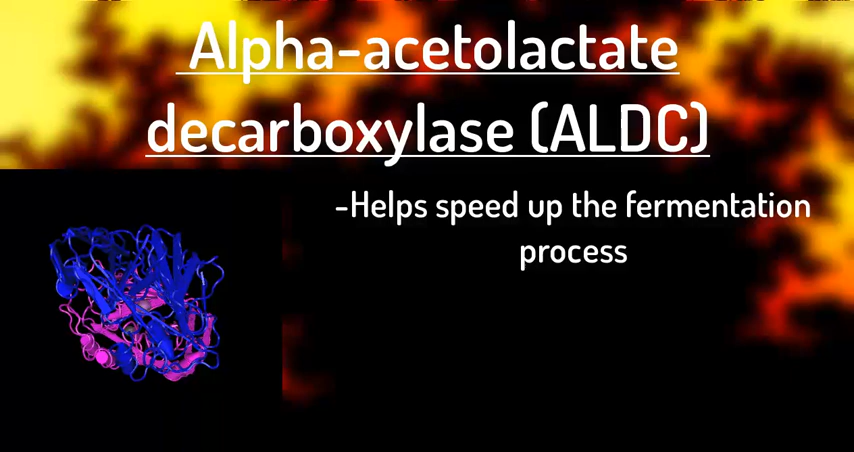 Alpha-acetolactate
decarboxylase (ALDC)
-Helps speed up the fermentation
process